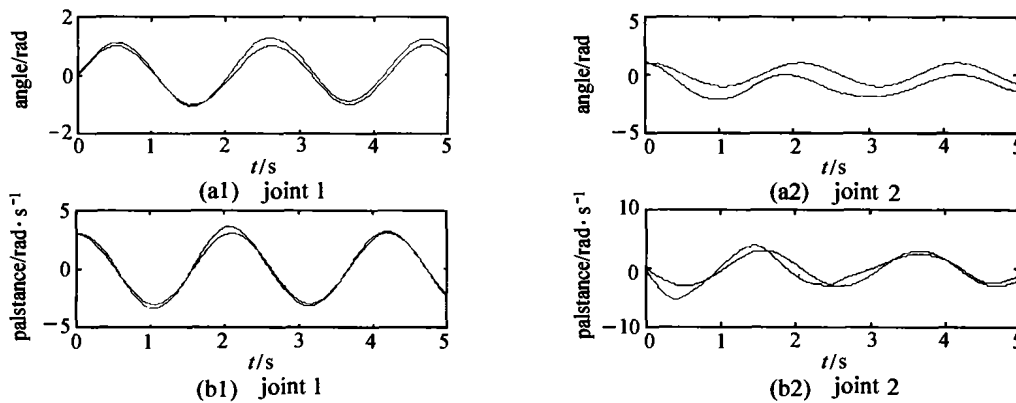 angle/rad
2
0
−2
0 1 2 3 4 5
t/s
(a1) joint 1
angle/rad
5
0
−5
0 1 2 3 4 5
t/s
(a2) joint 2
palstance/rad·s⁻¹
5
0
−5
0 1 2 3 4 5
t/s
(b1) joint 1
palstance/rad·s⁻¹
10
0
−10
0 1 2 3 4 5
t/s
(b2) joint 2